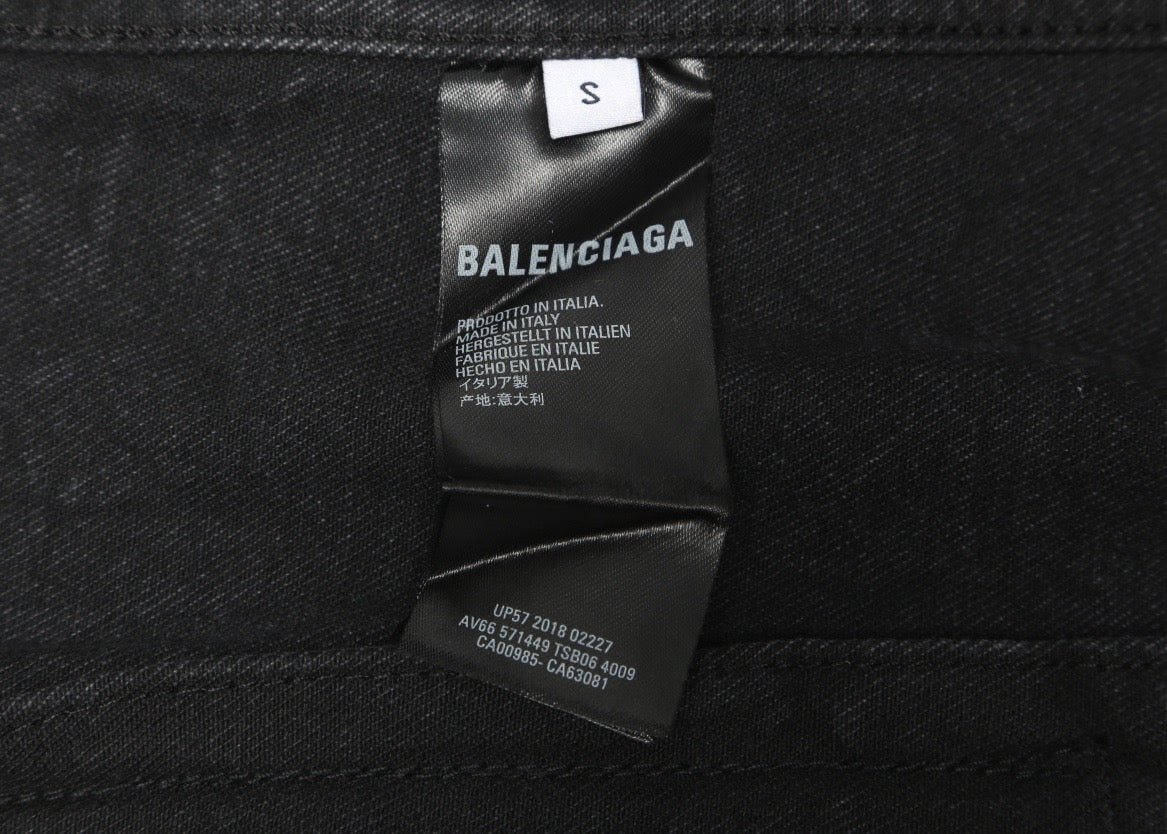 S
BALENCIAGA
PRODOTTO IN ITALIA.
MADE IN ITALY
HERGESTELLT IN ITALIEN
FABRIQUE EN ITALIE
HECHO EN ITALIA
イタリア製
产地:意大利
UP57 2018 02227
AV66 571449 TSB06 4009
CA00985- CA63081